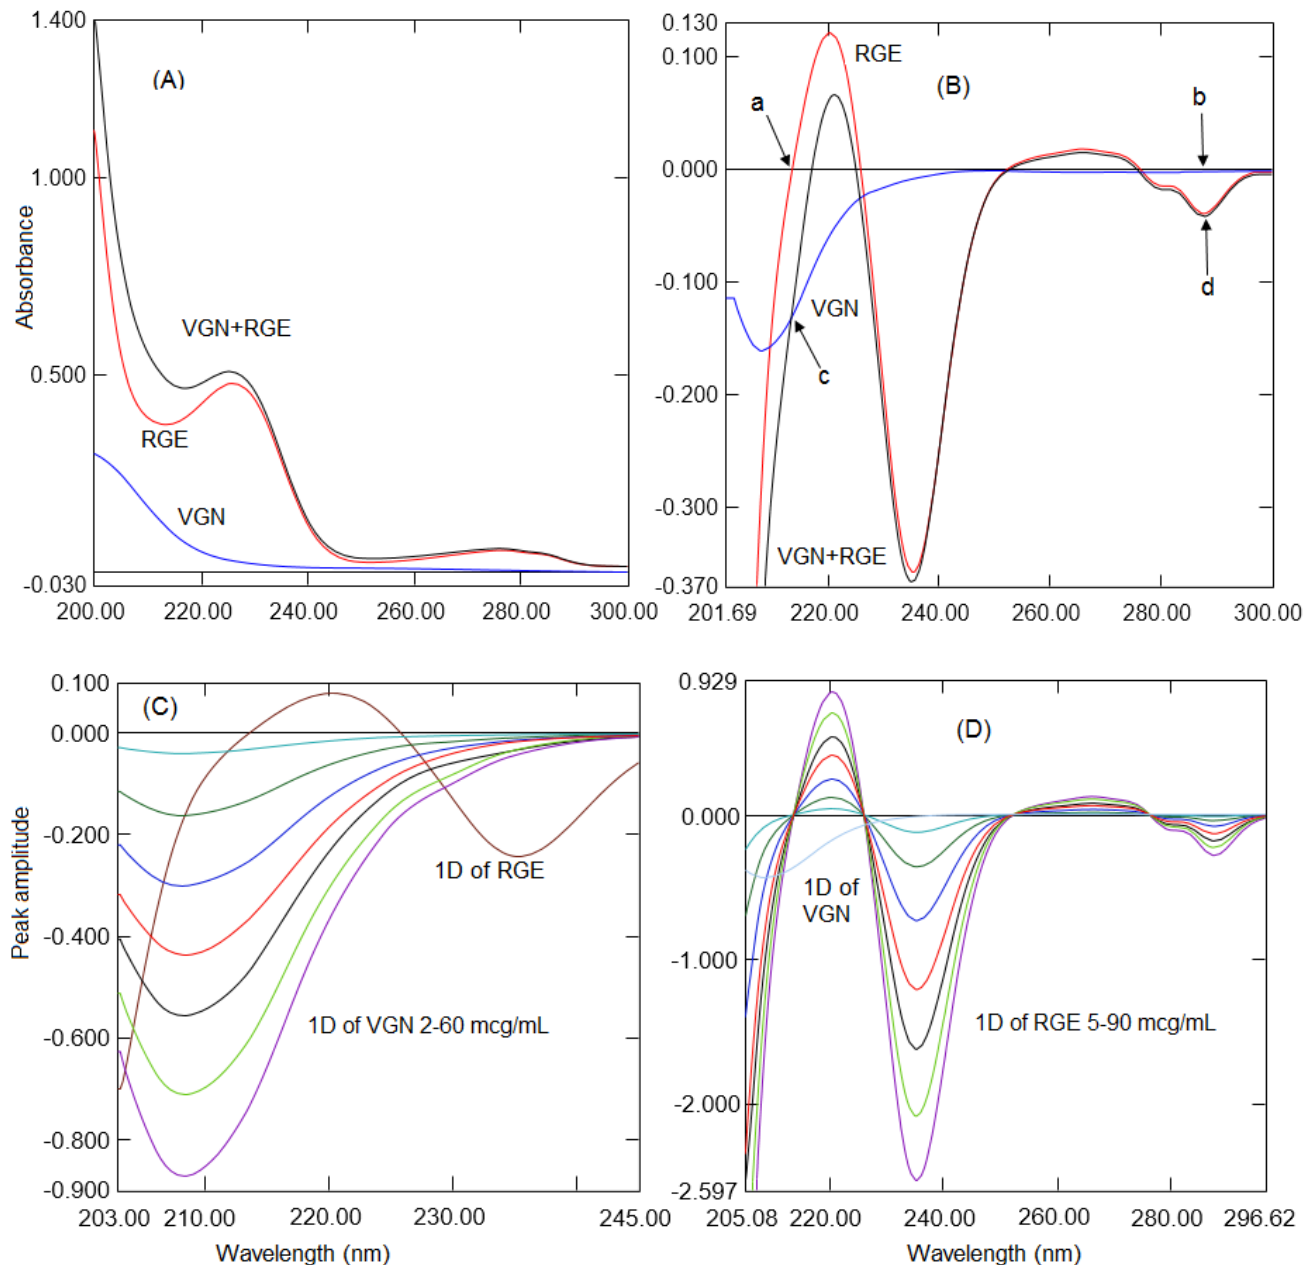 1.400
(A)
1.000
Absorbance
VGN+RGE
0.500
RGE
VGN
-0.030
200.00 220.00 240.00 260.00 280.00 300.00
0.130
0.100
RGE
(B)
a
b
0.000
-0.100
VGN
d
c
-0.200
-0.300
VGN+RGE
-0.370
201.69 220.00 240.00 260.00 280.00 300.00
0.100
(C)
0.000
-0.200
Peak amplitude
1D of RGE
-0.400
1D of VGN 2-60 mcg/mL
-0.600
-0.800
-0.900
203.00 210.00 220.00 230.00 245.00
Wavelength (nm)
0.929
(D)
0.000
1D of
VGN
-1.000
1D of RGE 5-90 mcg/mL
-2.000
-2.597
205.08 220.00 240.00 260.00 280.00 296.62
Wavelength (nm)